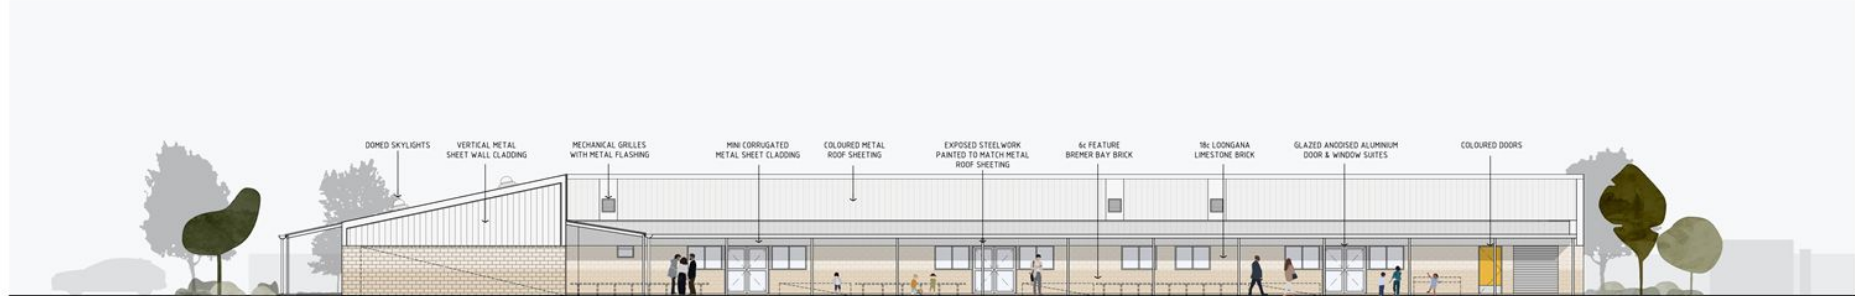 DOMED SKYLIGHTS
VERTICAL METAL
SHEET WALL CLADDING
MECHANICAL GRILLES
WITH METAL FLASHING
MINI CORRUGATED
METAL SHEET CLADDING
COLOURED METAL
ROOF SHEETING
EXPOSED STEELWORK
PAINTED TO MATCH METAL
ROOF SHEETING
6c FEATURE
BREMER BAY BRICK
18c LOONGANA
LIMESTONE BRICK
GLAZED ANODISED ALUMINIUM
DOOR & WINDOW SUITES
COLOURED DOORS